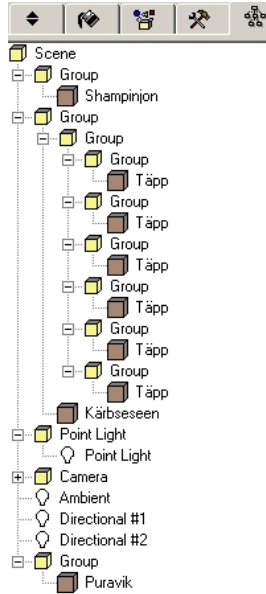 Scene
Group
Shampinjon
Group
Group
Group
Täpp
Group
Täpp
Group
Täpp
Group
Täpp
Group
Täpp
Group
Täpp
Kärbseseen
Point Light
Point Light
Camera
Ambient
Directional #1
Directional #2
Group
Puravik